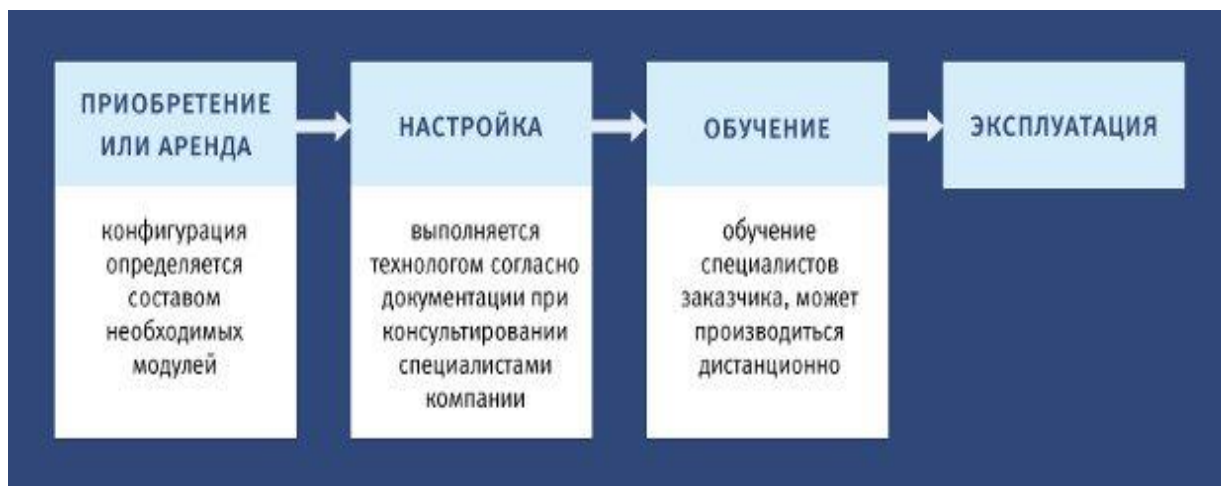 ПРИОБРЕТЕНИЕ
ИЛИ АРЕНДА
конфигурация
определяется
составом
необходимых
модулей
НАСТРОЙКА
выполняется
технологом согласно
документации при
консультировании
специалистами
компании
ОБУЧЕНИЕ
обучение
специалистов
заказчика, может
производиться
дистанционно
ЭКСПЛУАТАЦИЯ